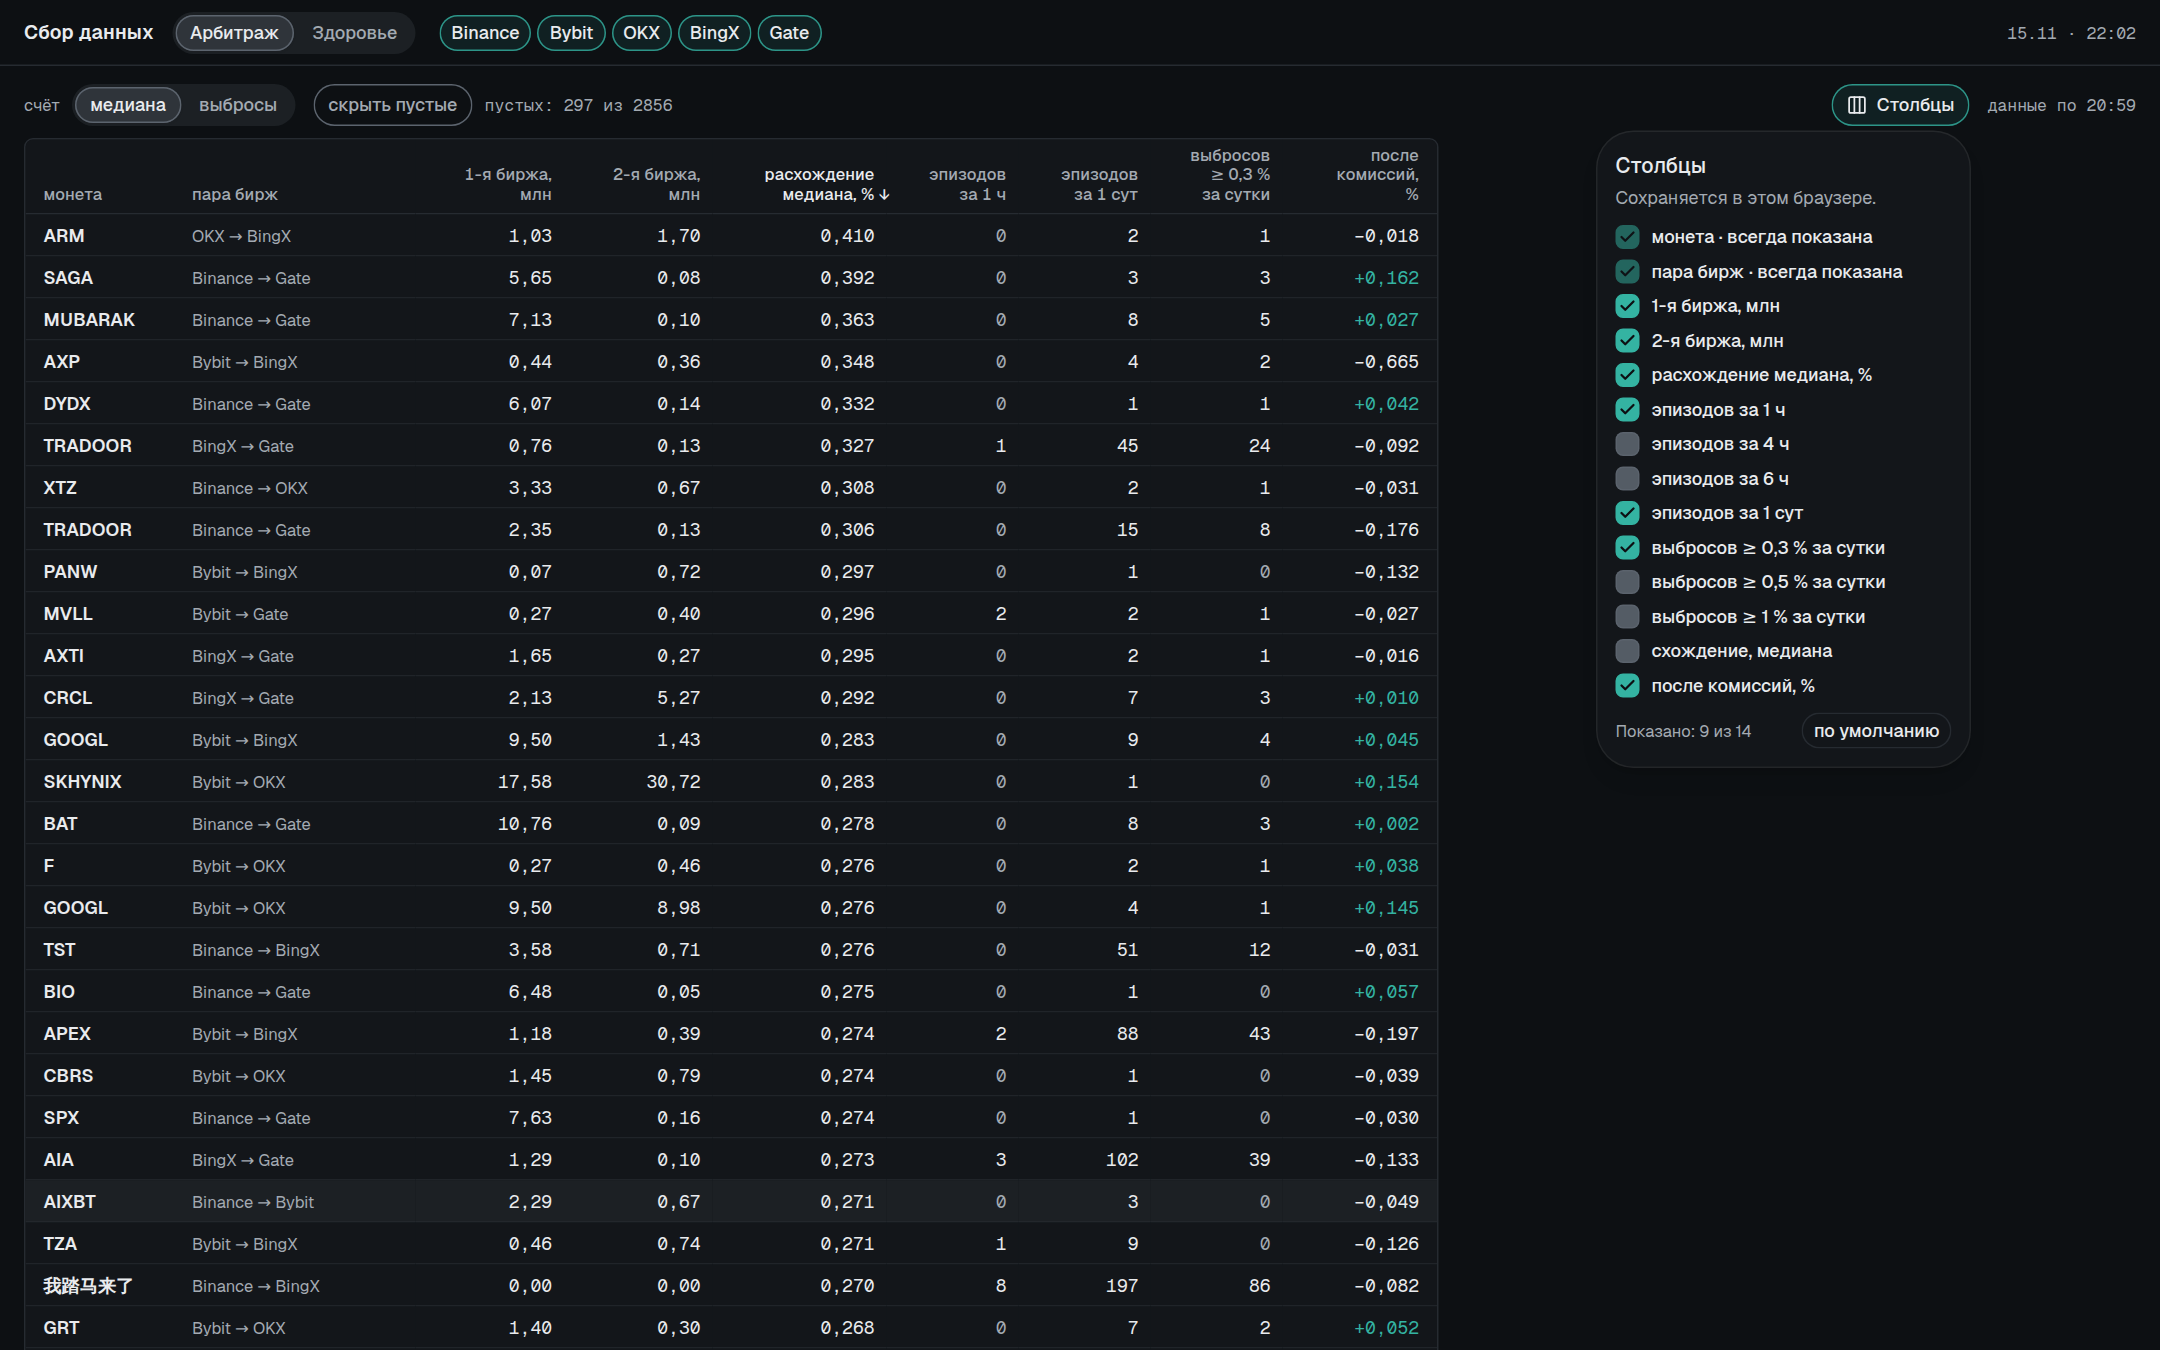 Сбор данных Арбитраж Здоровье Binance Bybit OKX BingX Gate 15.11 · 22:02
счёт медиана выбросы скрыть пустые пустых: 297 из 2856 Столбцы данные по 20:59
монета пара бирж 1-я биржа, млн 2-я биржа, млн расхождение медиана, % ↓ эпизодов за 1 ч эпизодов за 1 сут выбросов ≥ 0,3 % за сутки после комиссий, %
ARM OKX → BingX 1,03 1,70 0,410 0 2 1 −0,018
SAGA Binance → Gate 5,65 0,08 0,392 0 3 3 +0,162
MUBARAK Binance → Gate 7,13 0,10 0,363 0 8 5 +0,027
AXP Bybit → BingX 0,44 0,36 0,348 0 4 2 −0,665
DYDX Binance → Gate 6,07 0,14 0,332 0 1 1 +0,042
TRADOOR BingX → Gate 0,76 0,13 0,327 1 45 24 −0,092
XTZ Binance → OKX 3,33 0,67 0,308 0 2 1 −0,031
TRADOOR Binance → Gate 2,35 0,13 0,306 0 15 8 −0,176
PANW Bybit → BingX 0,07 0,72 0,297 0 1 0 −0,132
MVLL Bybit → Gate 0,27 0,40 0,296 2 2 1 −0,027
AXTI BingX → Gate 1,65 0,27 0,295 0 2 1 −0,016
CRCL BingX → Gate 2,13 5,27 0,292 0 7 3 +0,010
GOOGL Bybit → BingX 9,50 1,43 0,283 0 9 4 +0,045
SKHYNIX Bybit → OKX 17,58 30,72 0,283 0 1 0 +0,154
BAT Binance → Gate 10,76 0,09 0,278 0 8 3 +0,002
F Bybit → OKX 0,27 0,46 0,276 0 2 1 +0,038
GOOGL Bybit → OKX 9,50 8,98 0,276 0 4 1 +0,145
TST Binance → BingX 3,58 0,71 0,276 0 51 12 −0,031
BIO Binance → Gate 6,48 0,05 0,275 0 1 0 +0,057
APEX Bybit → BingX 1,18 0,39 0,274 2 88 43 −0,197
CBRS Bybit → OKX 1,45 0,79 0,274 0 1 0 −0,039
SPX Binance → Gate 7,63 0,16 0,274 0 1 0 −0,030
AIA BingX → Gate 1,29 0,10 0,273 3 102 39 −0,133
AIXBT Binance → Bybit 2,29 0,67 0,271 0 3 0 −0,049
TZA Bybit → BingX 0,46 0,74 0,271 1 9 0 −0,126
我踏马来了 Binance → BingX 0,00 0,00 0,270 8 197 86 −0,082
GRT Bybit → OKX 1,40 0,30 0,268 0 7 2 +0,052
Столбцы
Сохраняется в этом браузере.
монета · всегда показана
пара бирж · всегда показана
1-я биржа, млн
2-я биржа, млн
расхождение медиана, %
эпизодов за 1 ч
эпизодов за 4 ч
эпизодов за 6 ч
эпизодов за 1 сут
выбросов ≥ 0,3 % за сутки
выбросов ≥ 0,5 % за сутки
выбросов ≥ 1 % за сутки
схождение, медиана
после комиссий, %
Показано: 9 из 14 по умолчанию